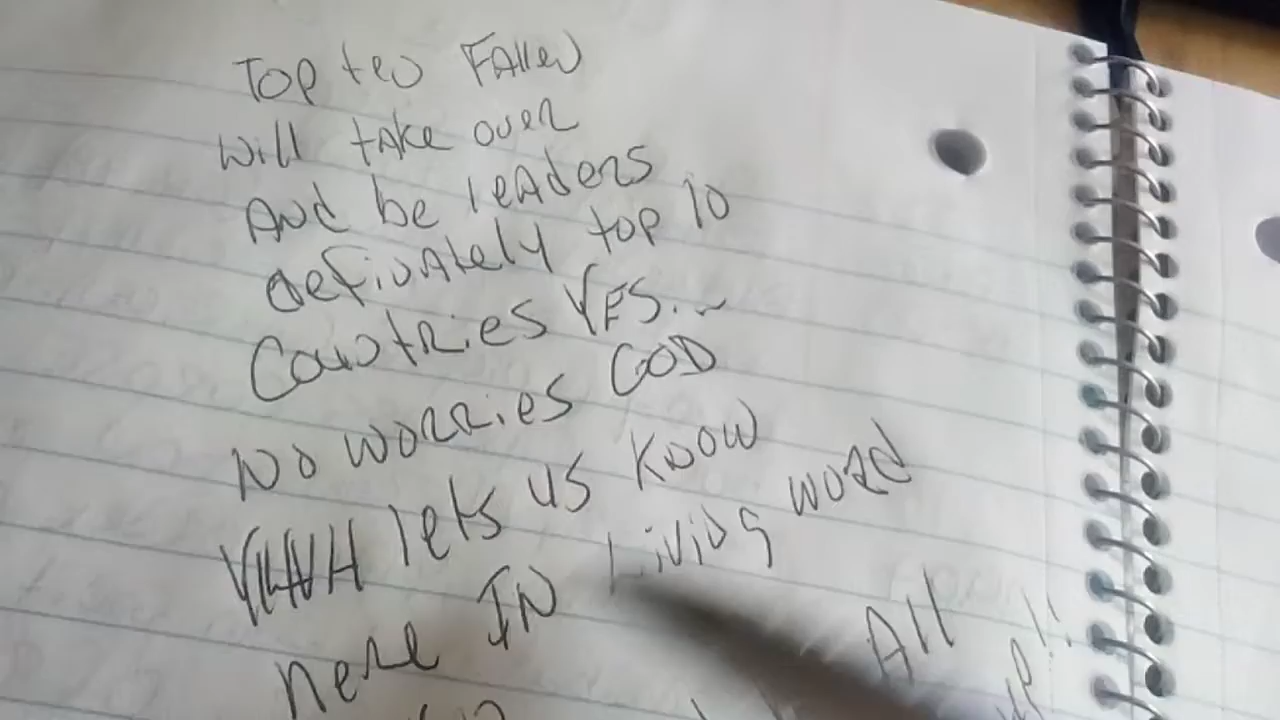 Top ten Fallen
will take over
And be leaders
definately top 10
Countries YES...
No worries GOD
YHVH lets us know
here IN Living word
All
up!!